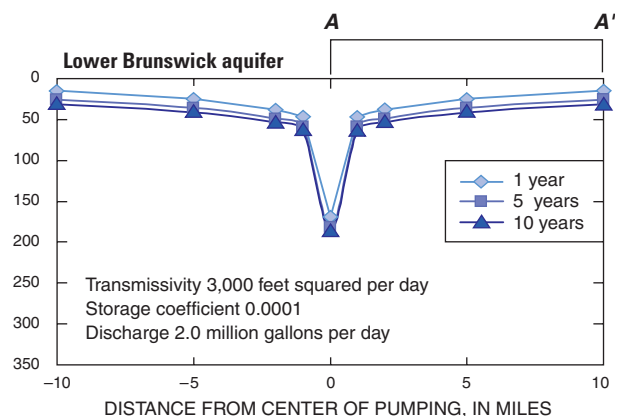 A A'
Lower Brunswick aquifer
0
50
100
150
200
250
300
350
1 year
5 years
10 years
Transmissivity 3,000 feet squared per day
Storage coefficient 0.0001
Discharge 2.0 million gallons per day
–10 –5 0 5 10
DISTANCE FROM CENTER OF PUMPING, IN MILES